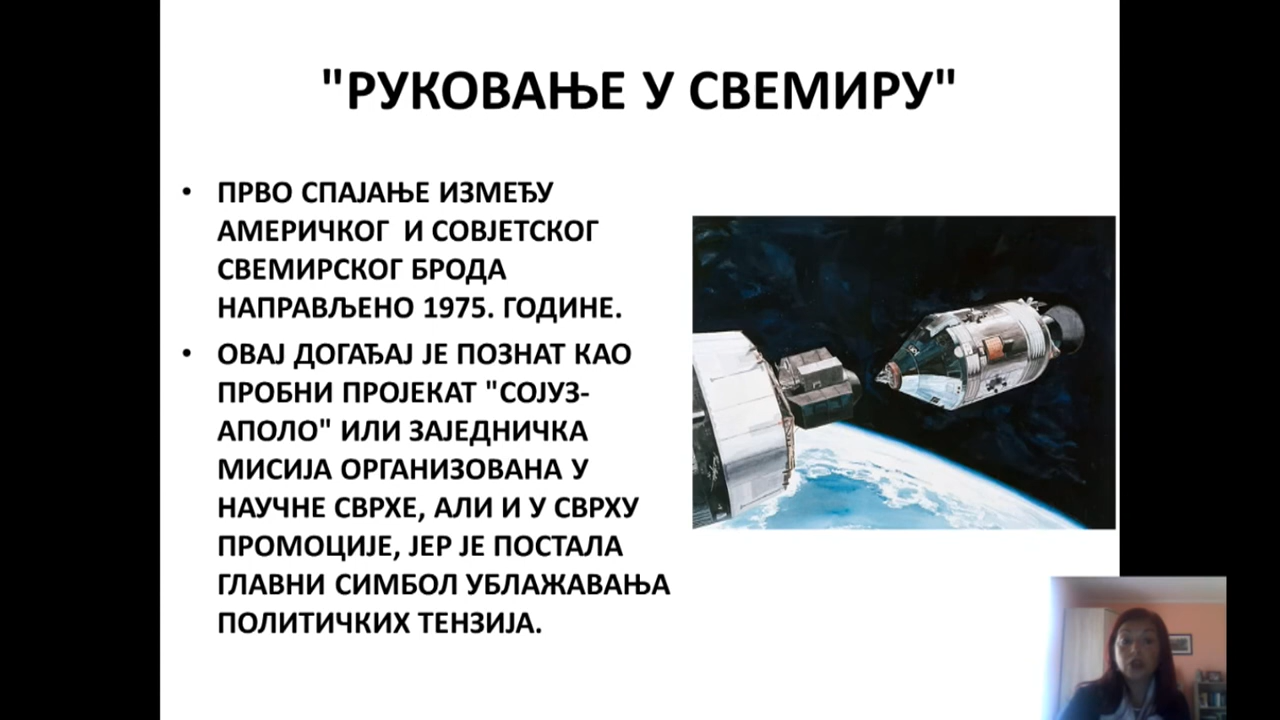 "РУКОВАЊЕ У СВЕМИРУ"
• ПРВО СПАЈАЊЕ ИЗМЕЂУ
АМЕРИЧКОГ И СОВЈЕТСКОГ
СВЕМИРСКОГ БРОДА
НАПРАВЉЕНО 1975. ГОДИНЕ.
• ОВАЈ ДОГАЂАЈ ЈЕ ПОЗНАТ КАО
ПРОБНИ ПРОЈЕКАТ "СОЈУЗ-
АПОЛО" ИЛИ ЗАЈЕДНИЧКА
МИСИЈА ОРГАНИЗОВАНА У
НАУЧНЕ СВРХЕ, АЛИ И У СВРХУ
ПРОМОЦИЈЕ, ЈЕР ЈЕ ПОСТАЛА
ГЛАВНИ СИМБОЛ УБЛАЖАВАЊА
ПОЛИТИЧКИХ ТЕНЗИЈА.